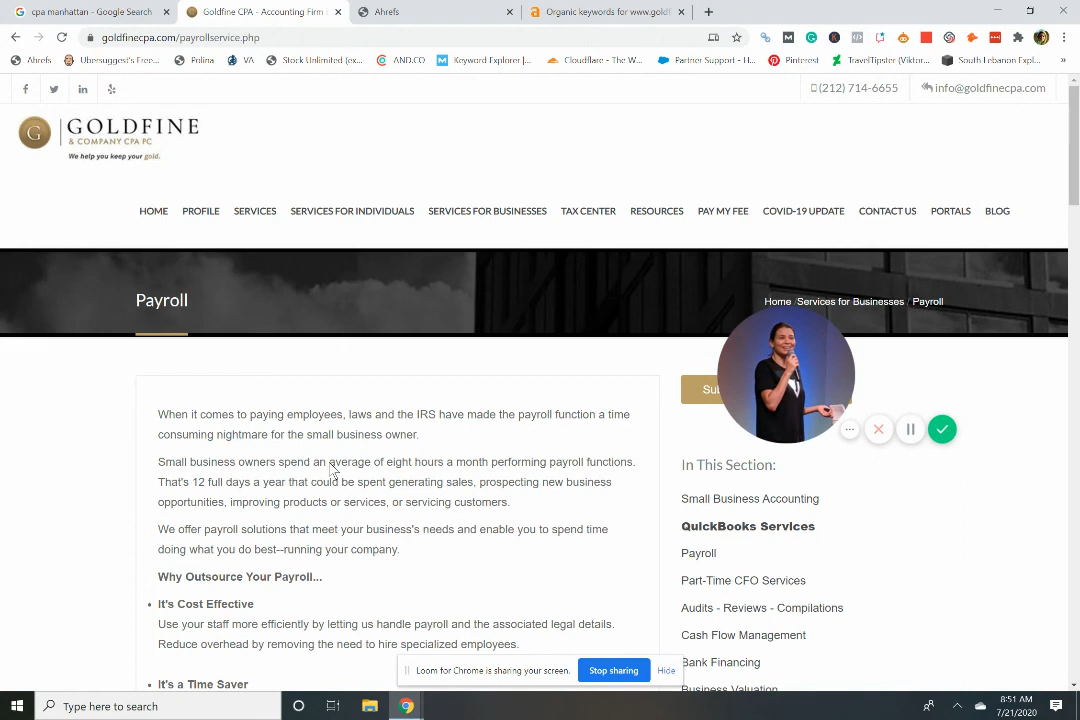 cpa manhattan - Google Search
Goldfine CPA - Accounting Firm
Ahrefs
Organic keywords for www.goldf
goldfinecpa.com/payrollservice.php
Ahrefs
Ubersuggest's Free...
Polina
VA
Stock Unlimited (ex...
AND.CO
Keyword Explorer |...
Cloudflare - The W...
Partner Support - H...
Pinterest
TravelTipster (Viktor...
South Lebanon Expl...
(212) 714-6655
info@goldfinecpa.com
G
GOLDFINE
& COMPANY CPA PC
We help you keep your gold.
HOME
PROFILE
SERVICES
SERVICES FOR INDIVIDUALS
SERVICES FOR BUSINESSES
TAX CENTER
RESOURCES
PAY MY FEE
COVID-19 UPDATE
CONTACT US
PORTALS
BLOG
Payroll
Home / Services for Businesses / Payroll
When it comes to paying employees, laws and the IRS have made the payroll function a time
consuming nightmare for the small business owner.
Small business owners spend an average of eight hours a month performing payroll functions.
That's 12 full days a year that could be spent generating sales, prospecting new business
opportunities, improving products or services, or servicing customers.
We offer payroll solutions that meet your business's needs and enable you to spend time
doing what you do best--running your company.
Why Outsource Your Payroll...
• It's Cost Effective
Use your staff more efficiently by letting us handle payroll and the associated legal details.
Reduce overhead by removing the need to hire specialized employees.
• It's a Time Saver
In This Section:
Small Business Accounting
QuickBooks Services
Payroll
Part-Time CFO Services
Audits - Reviews - Compilations
Cash Flow Management
Bank Financing
Business Valuation
Loom for Chrome is sharing your screen.
Stop sharing
Hide
Type here to search
8:51 AM
7/21/2020